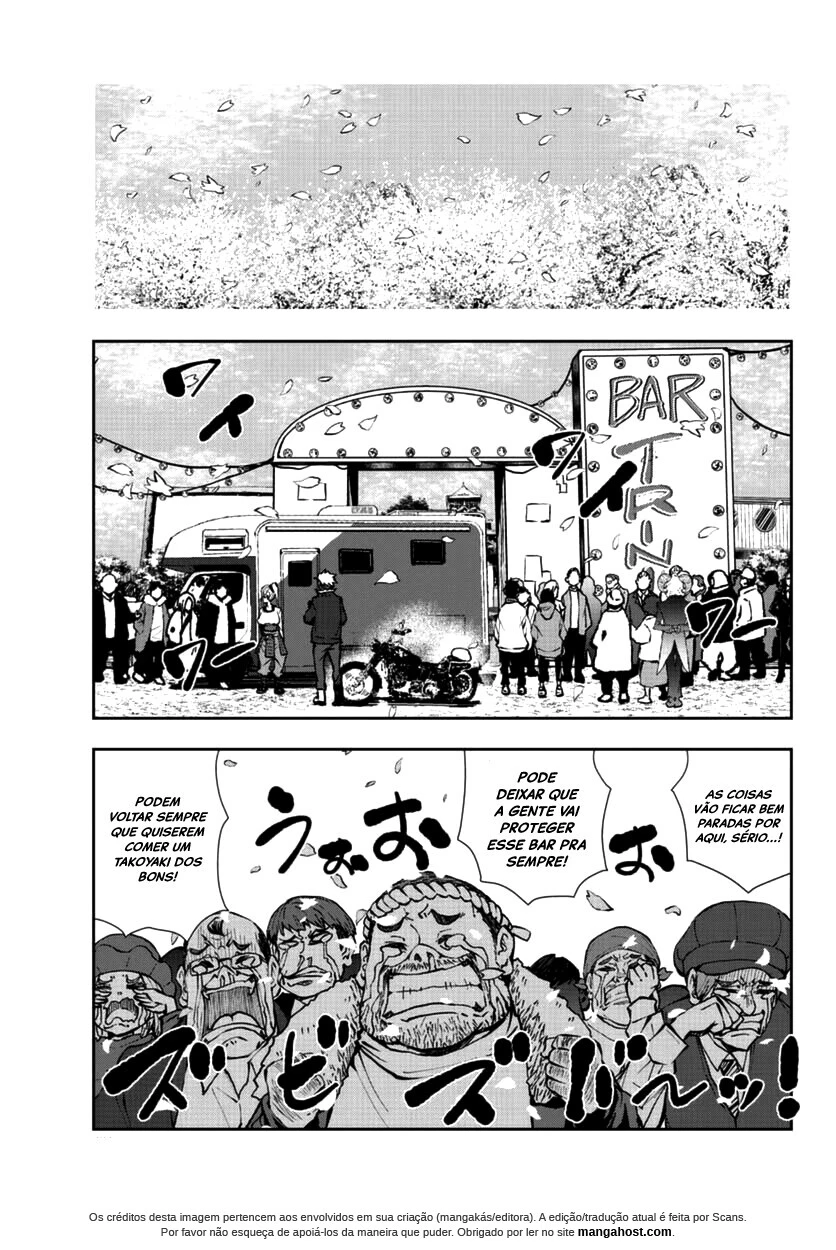 ワイ
ワイ
BAR
TRIN
ワー
ワー
AS COISAS
VÃO FICAR BEM
PARADAS POR
AQUI, SÉRIO...!
PODE
DEIXAR QUE
A GENTE VAI
PROTEGER
ESSE BAR PRA
SEMPRE!
PODEM
VOLTAR SEMPRE
QUE QUISEREM
COMER UM
TAKOYAKI DOS
BONS!
お
うぉお
ズビズバ~ッ!
Os créditos desta imagem pertencem aos envolvidos em sua criação (mangakás/editora). A edição/tradução atual é feita por Scans.
Por favor não esqueça de apoiá-los da maneira que puder. Obrigado por ler no site mangahost.com.